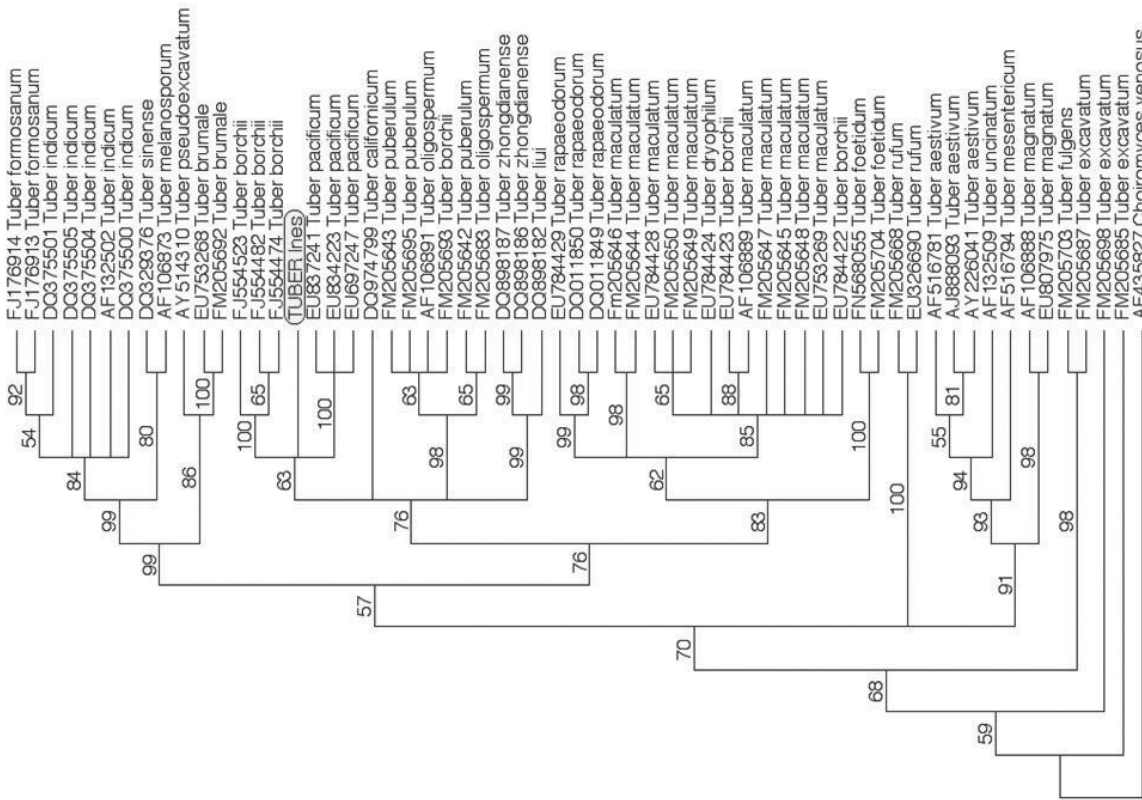 FJ176914 Tuber formosanum
FJ176913 Tuber formosanum
DQ375501 Tuber indicum
DQ375505 Tuber indicum
DQ375504 Tuber indicum
AF132502 Tuber indicum
DQ375500 Tuber indicum
DQ329376 Tuber sinense
AF106873 Tuber melanosporum
AY 514310 Tuber pseudoexcavatum
EU753268 Tuber brumale
FM205692 Tuber brumale
FJ554523 Tuber borchii
FJ554482 Tuber borchii
FJ554474 Tuber borchii
TUBER Ines
EU837241 Tuber pacificum
EU834223 Tuber pacificum
EU697247 Tuber pacificum
DQ974799 Tuber californicum
FM205643 Tuber puberulum
FM205695 Tuber puberulum
AF106891 Tuber oligospermum
FM205693 Tuber borchii
FM205642 Tuber puberulum
FM205683 Tuber oligospermum
DQ898187 Tuber zhongdianense
DQ898186 Tuber zhongdianense
DQ898182 Tuber liui
EU784429 Tuber rapaeodorum
DQ011850 Tuber rapaeodorum
DQ011849 Tuber rapaeodorum
Fm205646 Tuber maculatum
FM205644 Tuber maculatum
EU784428 Tuber maculatum
FM205650 Tuber maculatum
FM205649 Tuber maculatum
EU784424 Tuber dryophilum
EU784423 Tuber borchii
AF106889 Tuber maculatum
FM205647 Tuber maculatum
FM205645 Tuber maculatum
FM205648 Tuber maculatum
EU753269 Tuber maculatum
EU784422 Tuber borchii
FN568055 Tuber foetidum
FM205704 Tuber foetidum
FM205668 Tuber rufum
EU326690 Tuber rufum
AF516781 Tuber aestivum
AJ888093 Tuber aestivum
AY 226041 Tuber aestivum
AF132509 Tuber uncinatum
AF516794 Tuber mesentericum
AF106888 Tuber magnatum
EU807975 Tuber magnatum
FM205703 Tuber fulgens
FM205687 Tuber excavatum
FM205698 Tuber excavatum
FM205685 Tuber excavatum
92
54
84
80
99
100
86
99
65
100
100
63
63
65
98
99
99
76
98
99
98
65
88
85
62
100
83
76
57
100
81
55
94
93
98
91
70
98
68
59